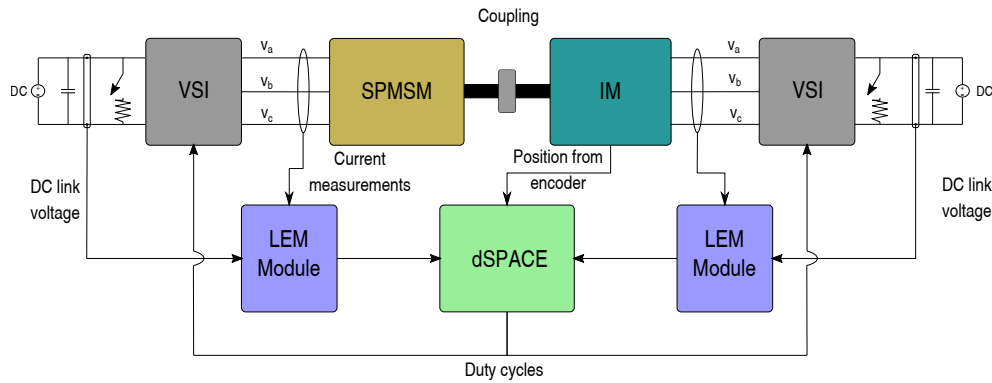 Coupling
DC
VSI
va
vb
vc
SPMSM
IM
va
vb
vc
VSI
DC
DC link
voltage
Current
measurements
Position from
encoder
DC link
voltage
LEM
Module
dSPACE
LEM
Module
Duty cycles